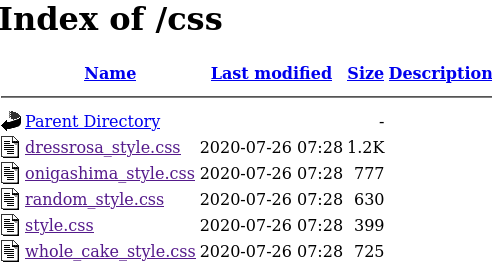 Index of /css
Name Last modified Size Description
Parent Directory -
dressrosa_style.css 2020-07-26 07:28 1.2K
onigashima_style.css 2020-07-26 07:28 777
random_style.css 2020-07-26 07:28 630
style.css 2020-07-26 07:28 399
whole_cake_style.css 2020-07-26 07:28 725